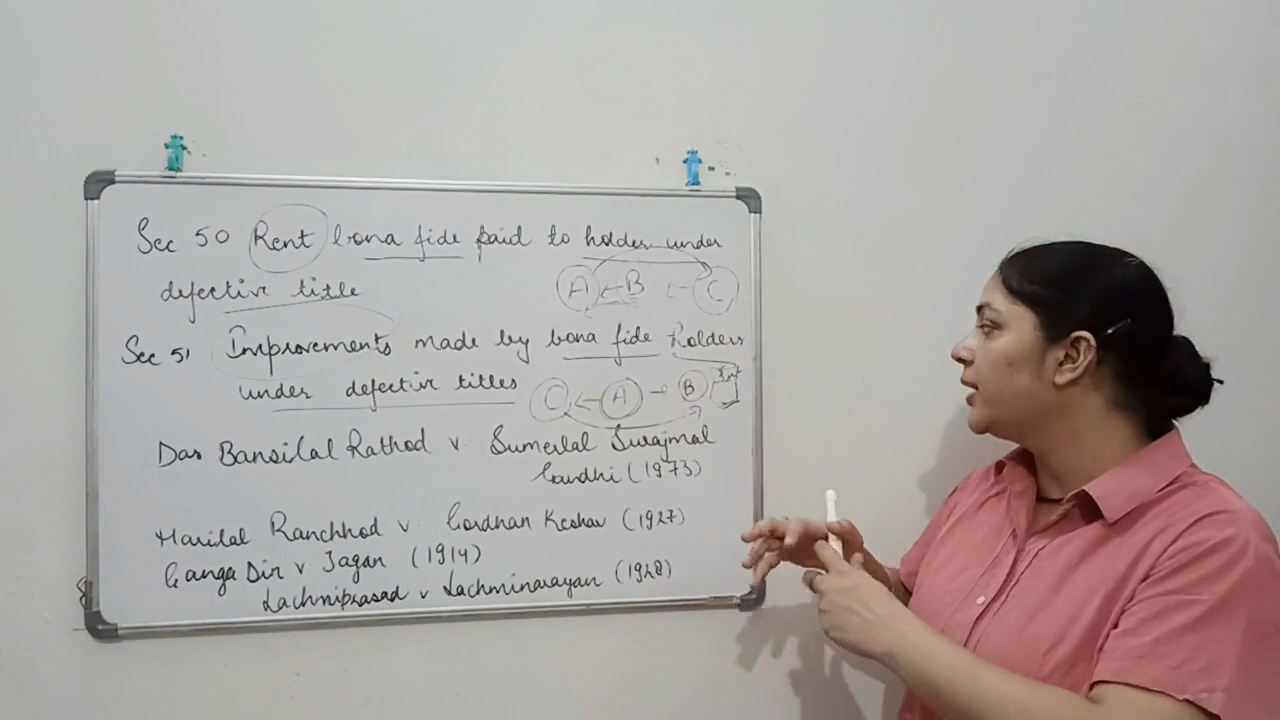 Sec 50 Rent bona fide paid to holder under
defective title
A ← B ← C
Sec 51 Improvements made by bona fide Holders
under defective titles
C ← A → B
Das Bansilal Rathod v Sumerlal Surajmal
Gandhi (1973)
Harilal Ranchhod v. Gordhan Keshav (1927)
Ganga Din v Jagan (1914)
Lachmiprasad v Lachminarayan (1928)